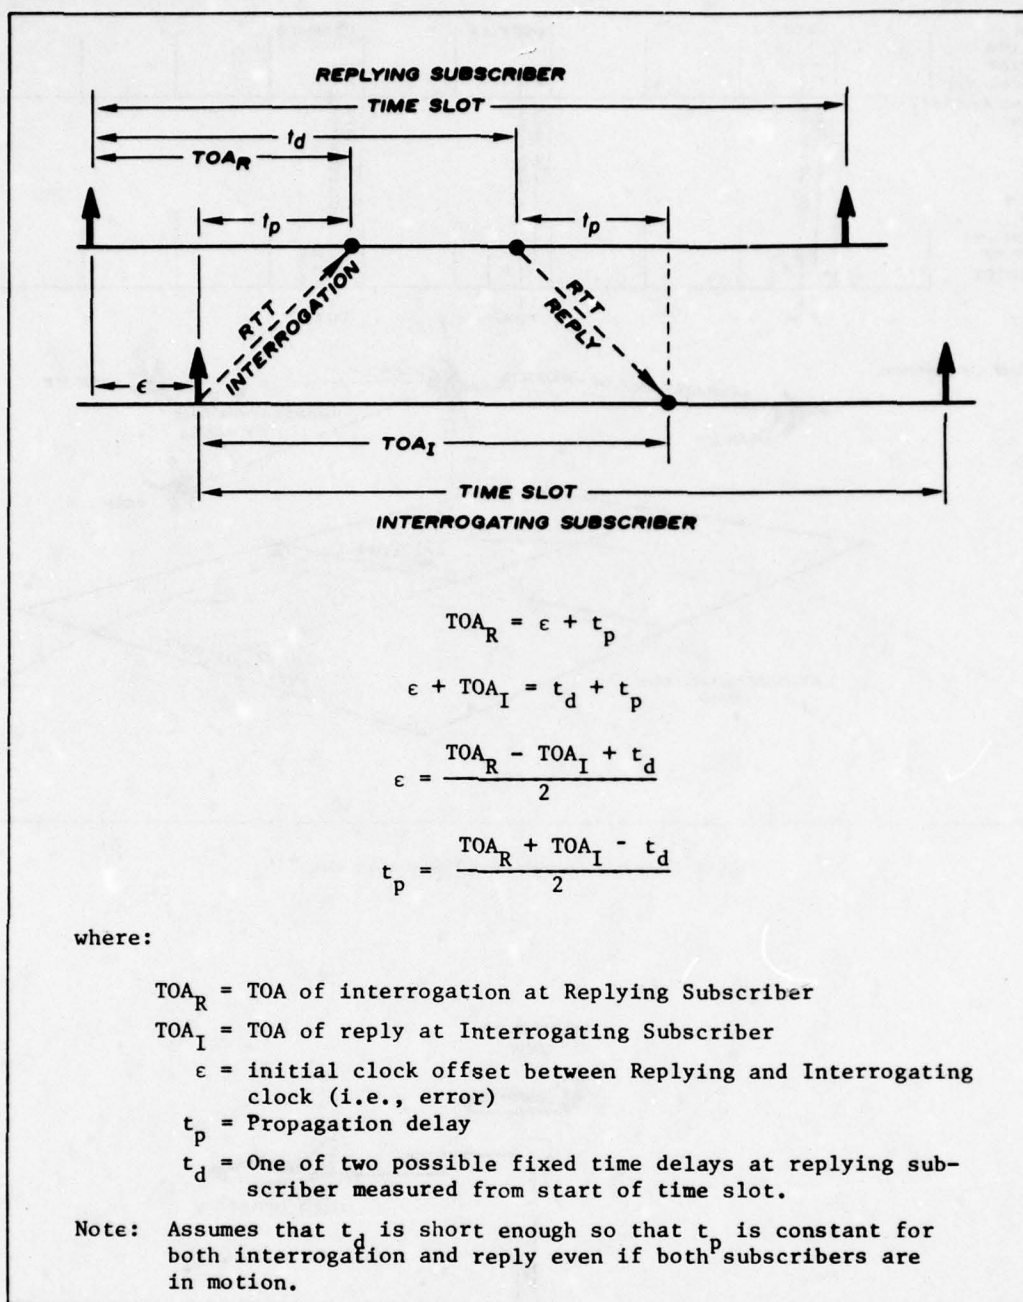 REPLYING SUBSCRIBER
TIME SLOT
t_d
TOA_R
t_p
t_p
RTT
INTERROGATION
RTT
REPLY
ε
TOA_I
TIME SLOT
INTERROGATING SUBSCRIBER
TOA_R = ε + t_p
ε + TOA_I = t_d + t_p
ε = (TOA_R - TOA_I + t_d) / 2
t_p = (TOA_R + TOA_I - t_d) / 2
where:
TOA_R = TOA of interrogation at Replying Subscriber
TOA_I = TOA of reply at Interrogating Subscriber
ε = initial clock offset between Replying and Interrogating
clock (i.e., error)
t_p = Propagation delay
t_d = One of two possible fixed time delays at replying sub-
scriber measured from start of time slot.
Note: Assumes that t_d is short enough so that t_p is constant for
both interrogation and reply even if both subscribers are
in motion.